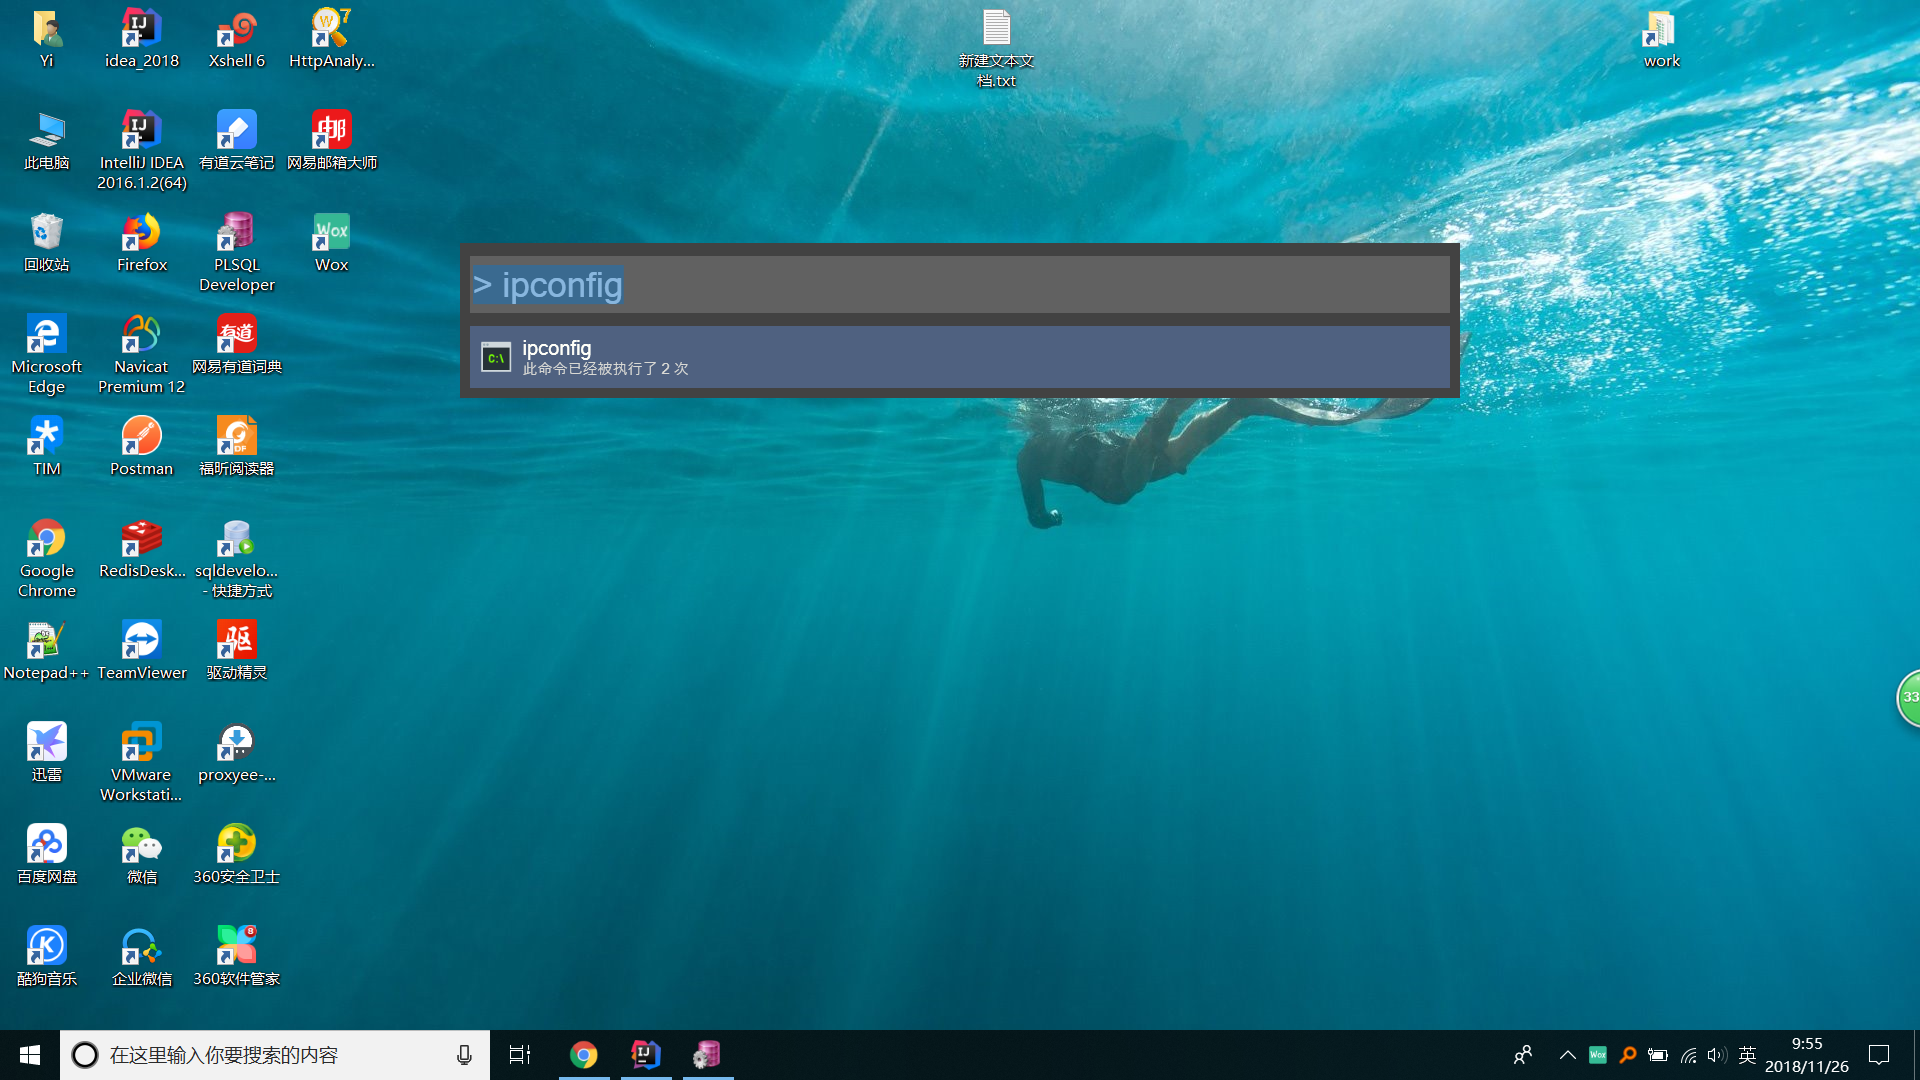 Yi
idea_2018
Xshell 6
HttpAnaly...
新建文本文
档.txt
work
此电脑
IntelliJ IDEA
2016.1.2(64)
有道云笔记
网易邮箱大师
回收站
Firefox
PLSQL
Developer
Wox
> ipconfig
ipconfig
此命令已经被执行了 2 次
Microsoft
Edge
Navicat
Premium 12
网易有道词典
TIM
Postman
福昕阅读器
Google
Chrome
RedisDesk...
sqldevelo...
- 快捷方式
Notepad++
TeamViewer
驱动精灵
迅雷
VMware
Workstati...
proxyee-...
百度网盘
微信
360安全卫士
酷狗音乐
企业微信
360软件管家
33
在这里输入你要搜索的内容
英
9:55
2018/11/26